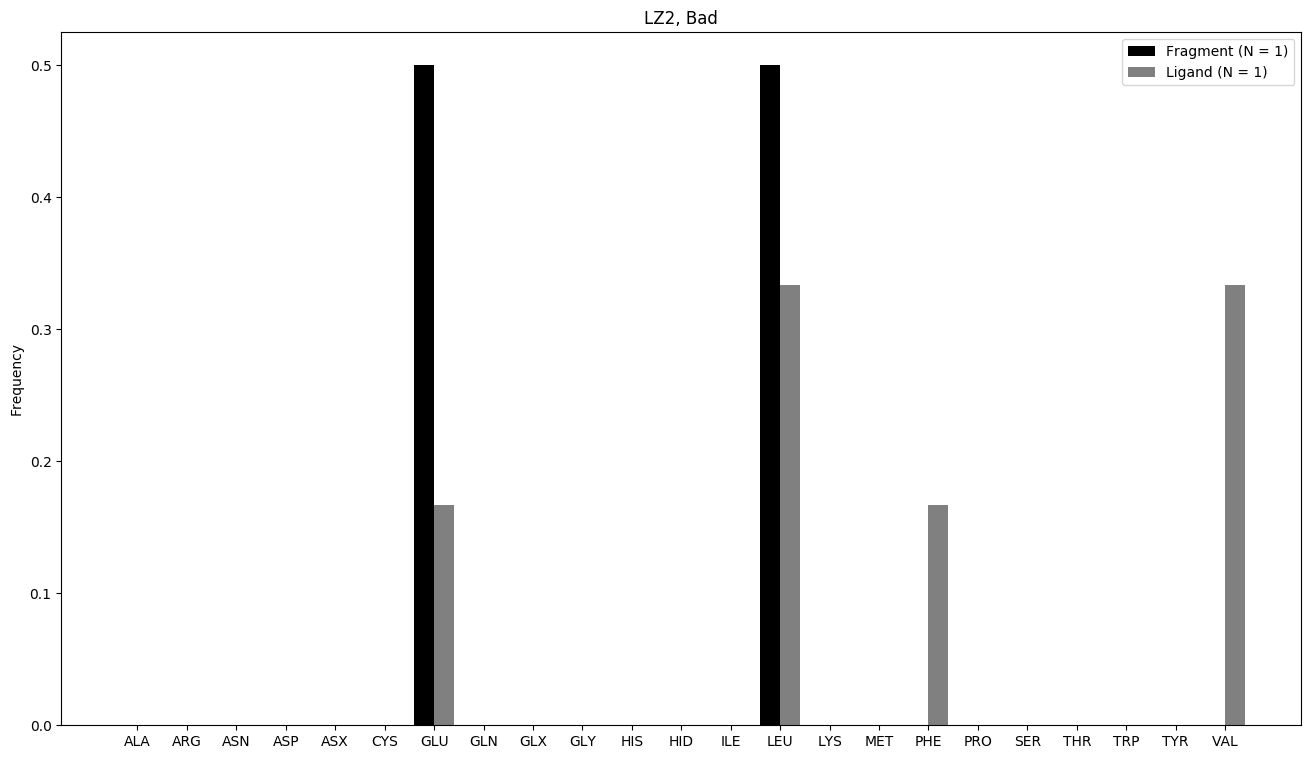 LZ2, Bad
Fragment (N = 1)
Ligand (N = 1)
Frequency
0.5
0.4
0.3
0.2
0.1
0.0
ALA ARG ASN ASP ASX CYS GLU GLN GLX GLY HIS HID ILE LEU LYS MET PHE PRO SER THR TRP TYR VAL